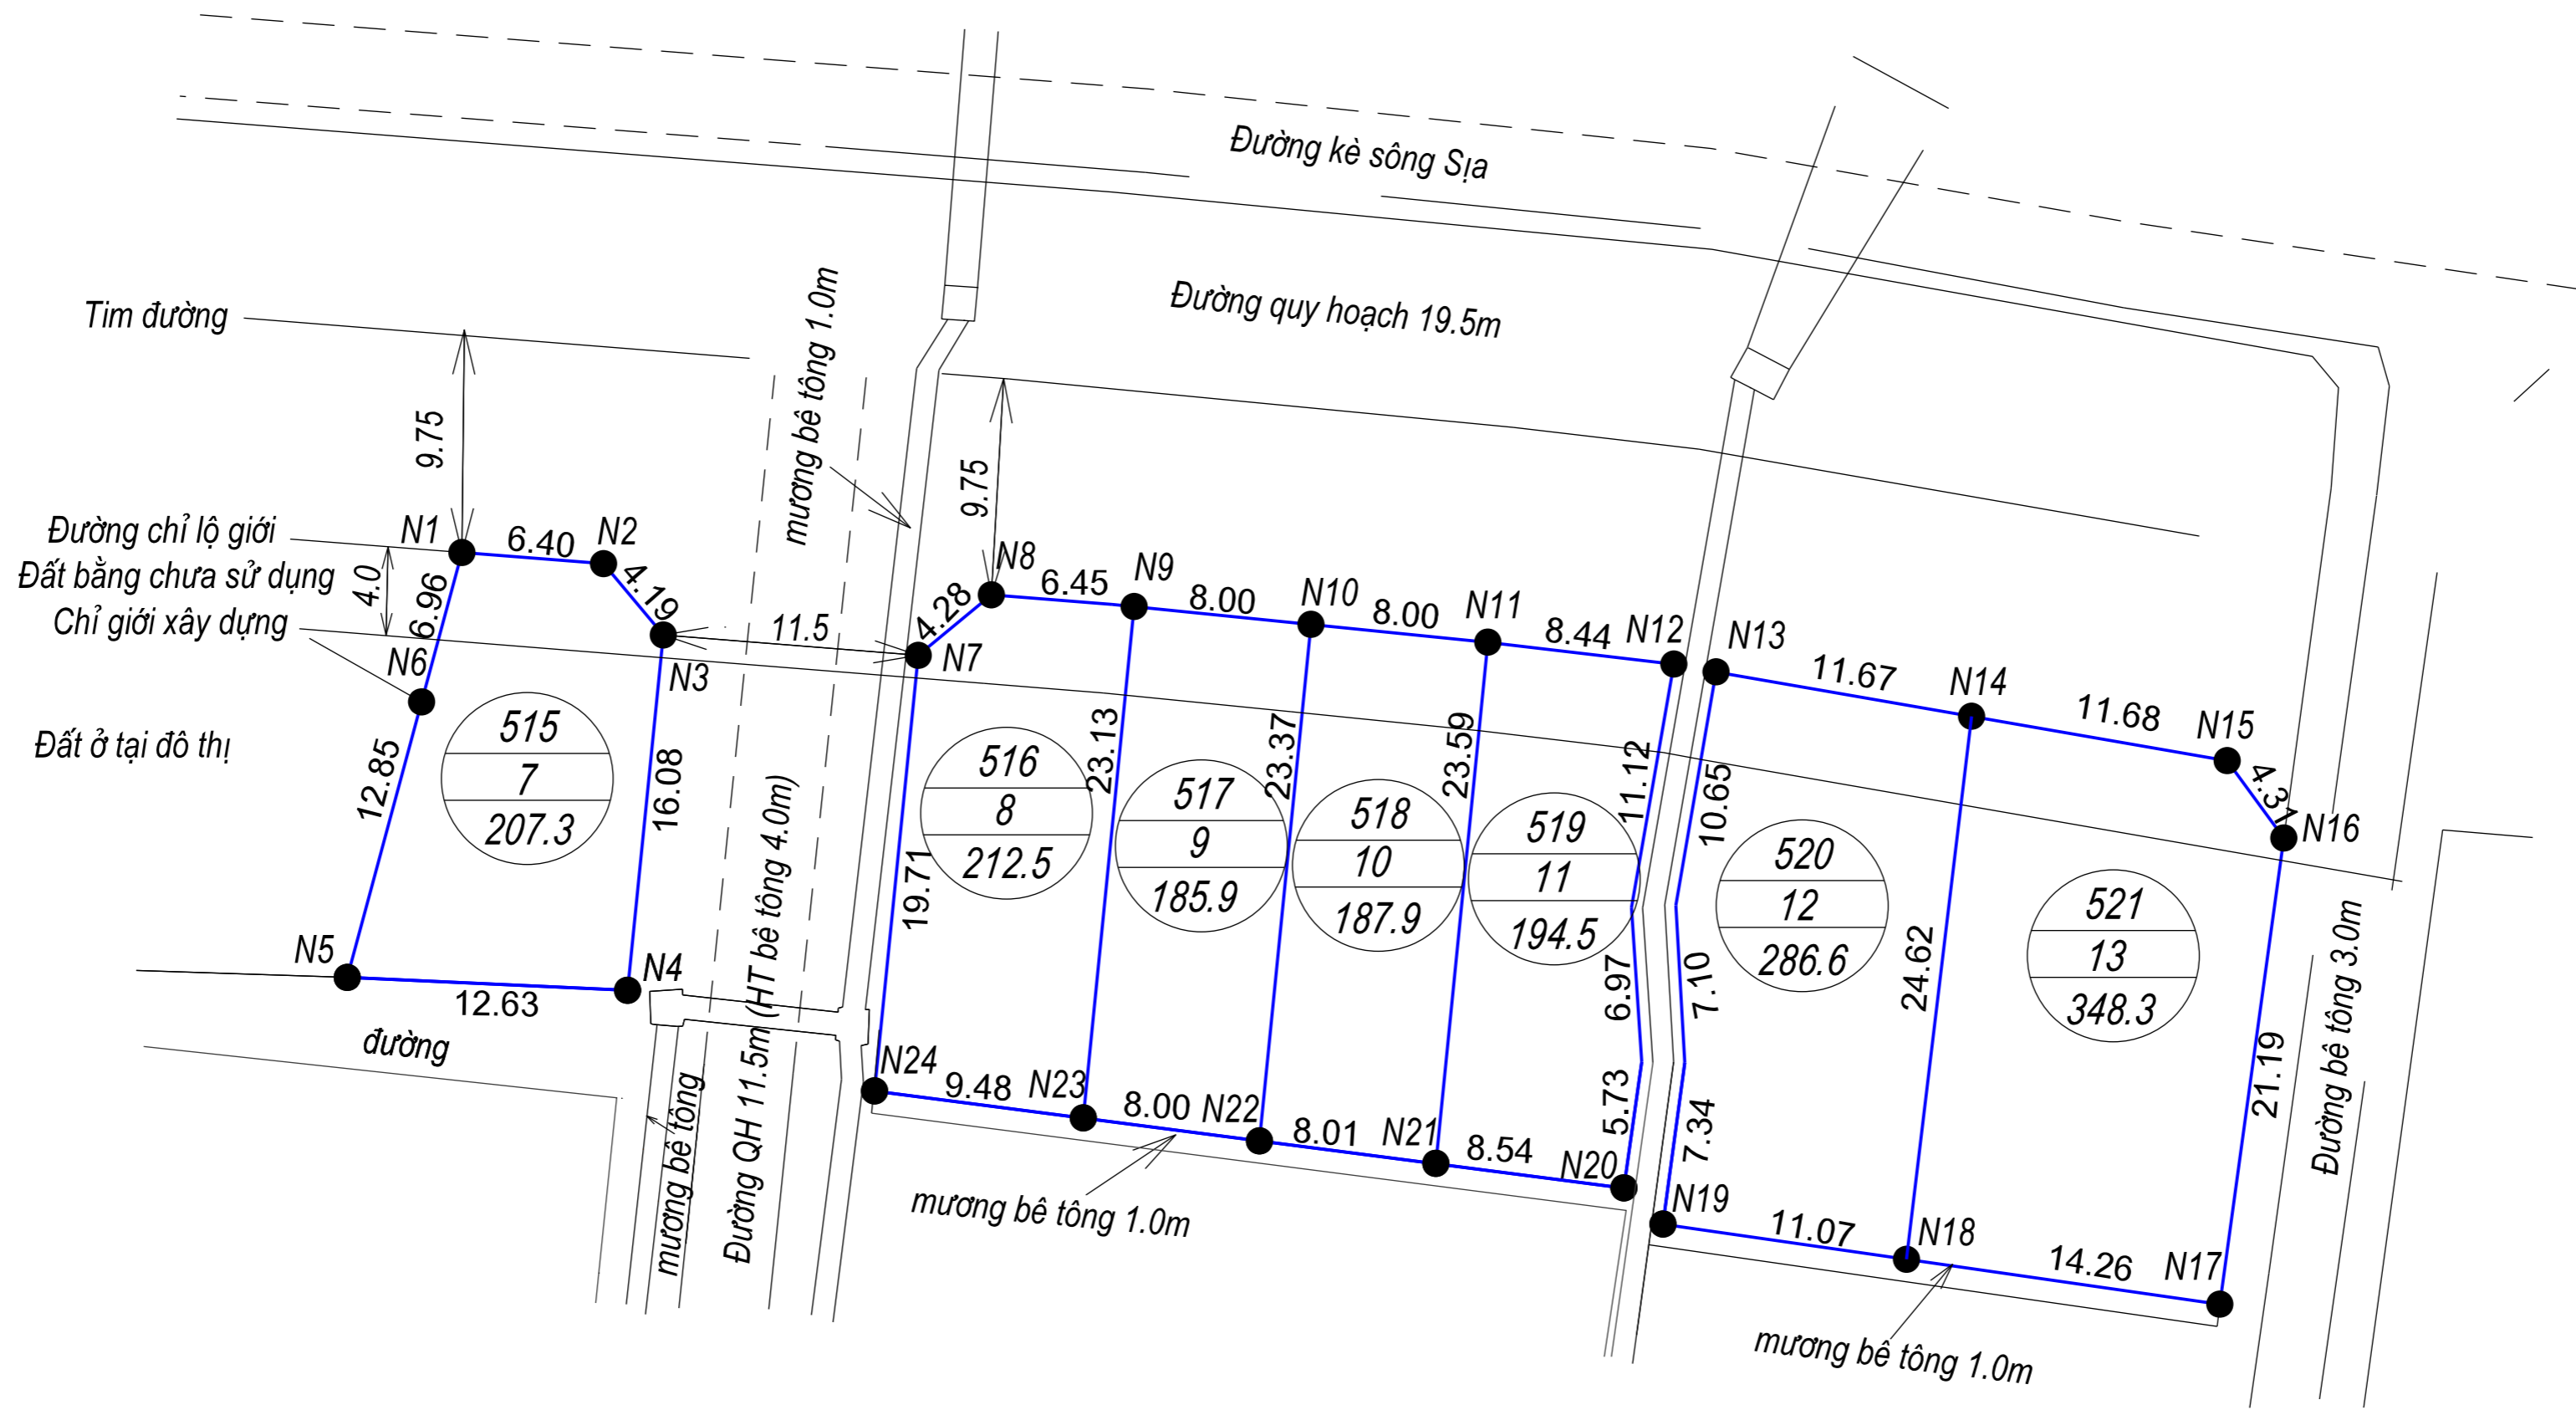 Đường kè sông Sịa
Đường quy hoạch 19.5m
Tim đường
mương bê tông 1.0m
9.75
9.75
Đường chỉ lộ giới
N1
6.40
N2
4.19
Đất bằng chưa sử dụng
4.0
6.96
Chỉ giới xây dựng
N6
N3
11.5
N7
4.28
N8
6.45
N9
8.00
N10
8.00
N11
8.44
N12
N13
11.67
N14
11.68
N15
4.31
N16
Đất ở tại đô thị
12.85
515
7
207.3
16.08
19.71
516
8
212.5
23.13
517
9
185.9
23.37
518
10
187.9
23.59
519
11
194.5
11.12
10.65
520
12
286.6
24.62
521
13
348.3
21.19
6.97
7.10
5.73
7.34
N5
12.63
N4
đường
mương bê tông
Đường QH 11.5m (HT bê tông 4.0m)
Đường bê tông 3.0m
N24
9.48
N23
8.00
N22
8.01
N21
8.54
N20
N19
11.07
N18
14.26
N17
mương bê tông 1.0m
mương bê tông 1.0m